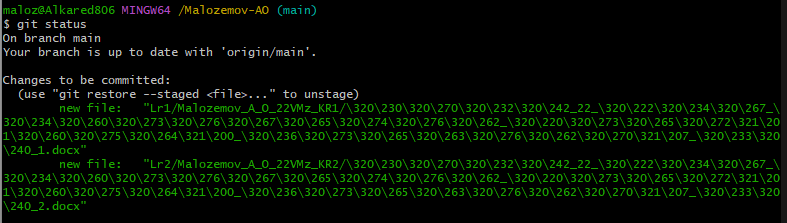 maloz@Alkared806 MINGW64 /Malozemov-AO (main)
$ git status
On branch main
Your branch is up to date with 'origin/main'.
Changes to be committed:
(use "git restore --staged <file>..." to unstage)
new file: "Lr1/Malozemov_A_O_22VMz_KR1/\320\230\320\270\320\232\320\242_22_\320\222\320\234\320\267_\
320\234\320\260\320\273\320\276\320\267\320\265\320\274\320\276\320\262_\320\220\320\273\320\265\320\272\321\20
1\320\260\320\275\320\264\321\200_\320\236\320\273\320\265\320\263\320\276\320\262\320\270\321\207_\320\233\320
\240_1.docx"
new file: "Lr2/Malozemov_A_O_22VMz_KR2/\320\230\320\270\320\232\320\242_22_\320\222\320\234\320\267_\
320\234\320\260\320\273\320\276\320\267\320\265\320\274\320\276\320\262_\320\220\320\273\320\265\320\272\321\20
1\320\260\320\275\320\264\321\200_\320\236\320\273\320\265\320\263\320\276\320\262\320\270\321\207_\320\233\320
\240_2.docx"